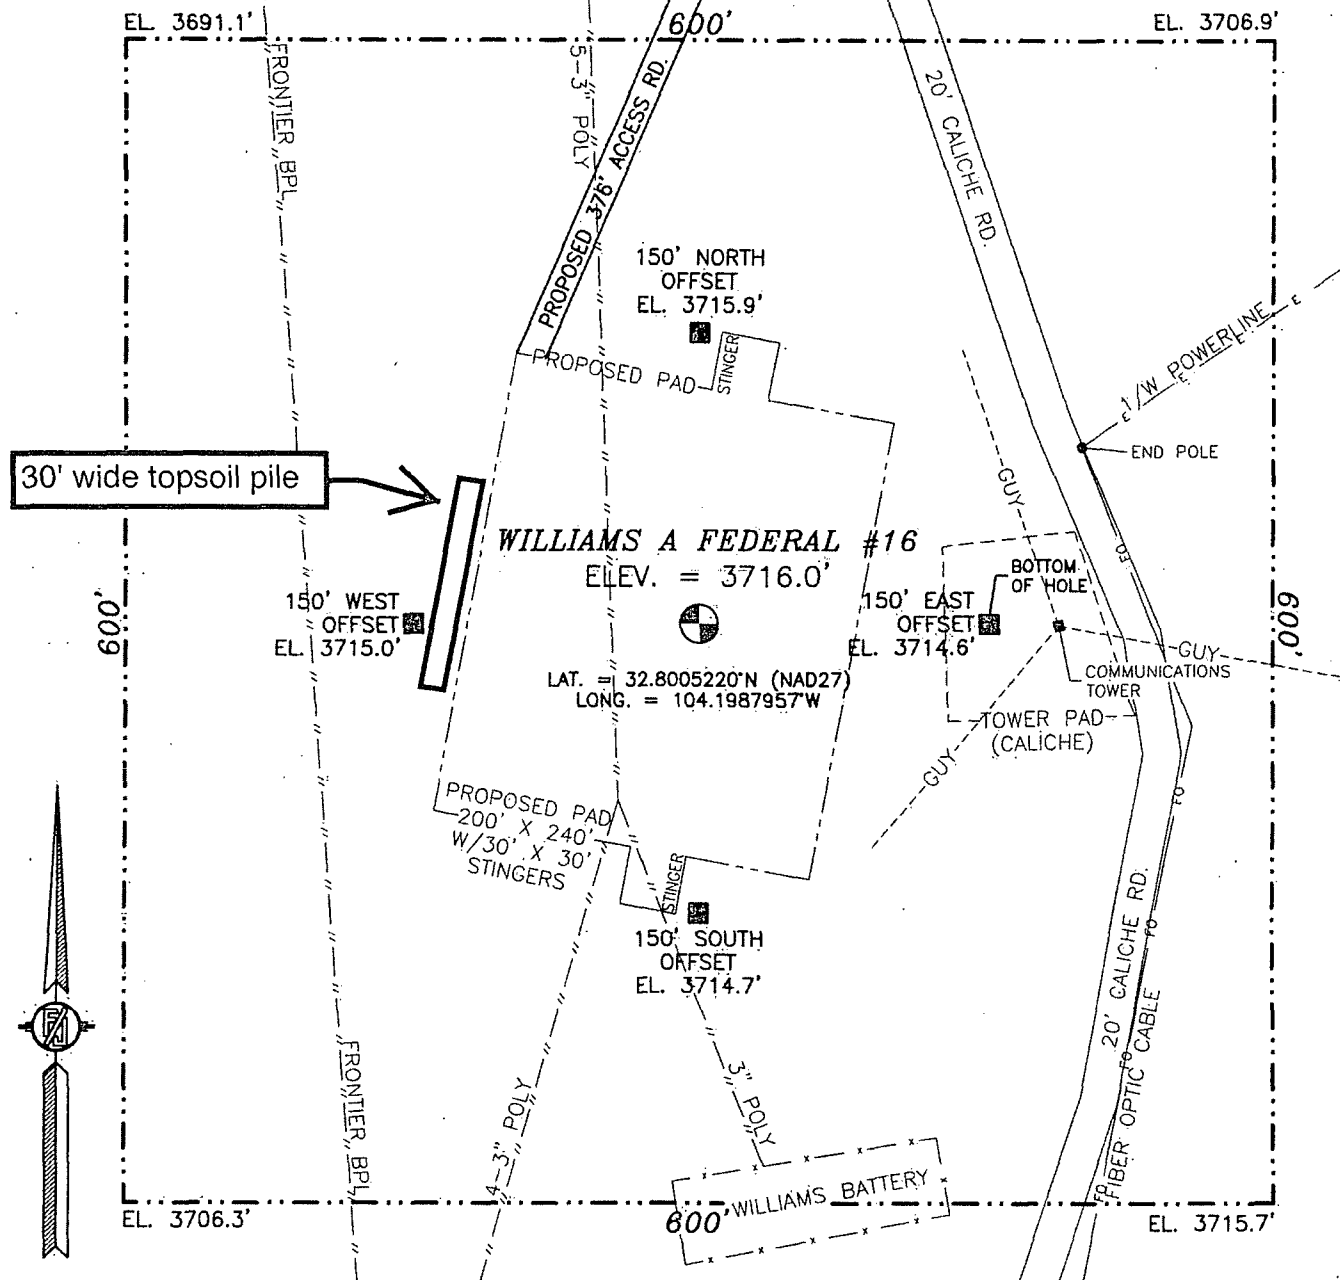 EL. 3691.1'
600'
EL. 3706.9'
FRONTIER BPL
5-3" POLY
PROPOSED 376' ACCESS RD.
20' CALICHE RD.
150' NORTH
OFFSET
EL. 3715.9'
PROPOSED PAD
STINGER
1/W POWERLINE
E E E E
END POLE
30' wide topsoil pile
GUY
WILLIAMS A FEDERAL #16
ELEV. = 3716.0'
FO
BOTTOM
OF HOLE
600'
150' WEST
OFFSET
EL. 3715.0'
150' EAST
OFFSET
EL. 3714.6'
600'
GUY
COMMUNICATIONS
TOWER
LAT. = 32.8005220°N (NAD27)
LONG. = 104.1987957°W
TOWER PAD
(CALICHE)
GUY
PROPOSED PAD
200' X 240'
W/30' X 30'
STINGERS
STINGER
150' SOUTH
OFFSET
EL. 3714.7'
FO
20' CALICHE RD.
FO
FO
FIBER OPTIC CABLE
FO
FRONTIER BPL
4-3" POLY
3" POLY
WILLIAMS BATTERY
EL. 3706.3'
600'
EL. 3715.7'